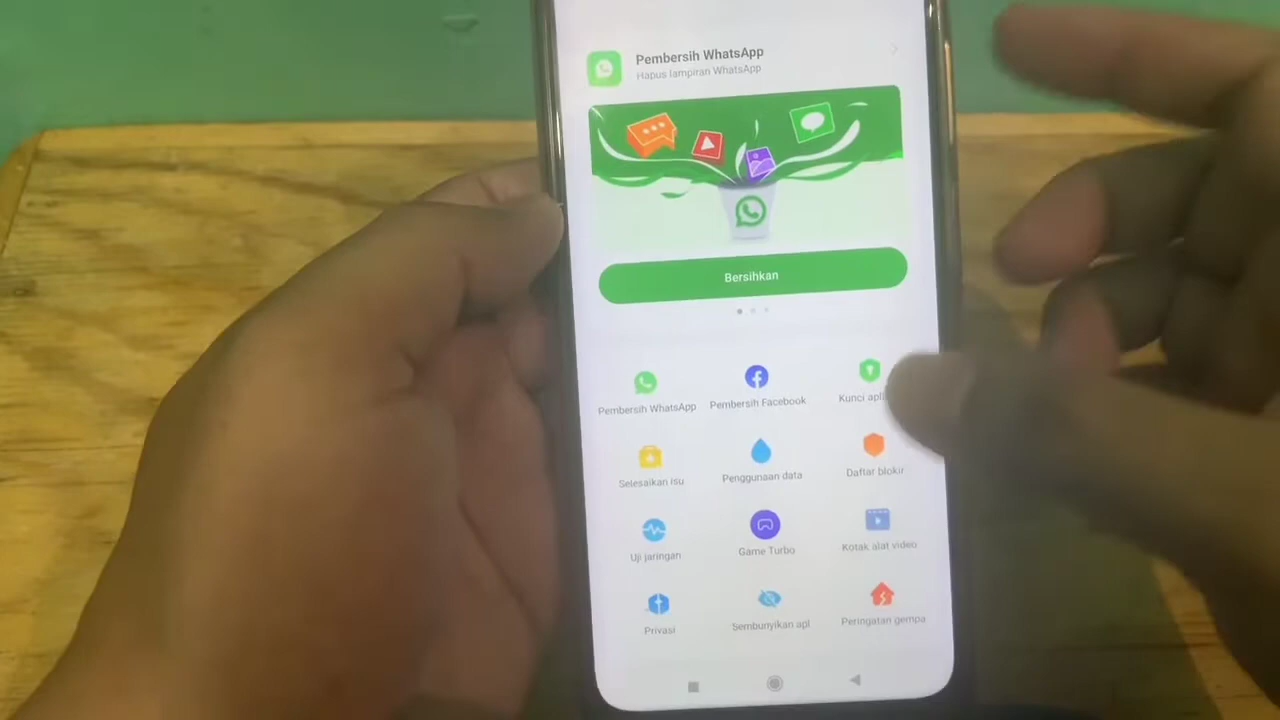 Pembersih WhatsApp
Hapus lampiran WhatsApp
Bersihkan
Pembersih WhatsApp
Pembersih Facebook
Kunci
Selesaikan isu
Penggunaan data
Daftar blokir
Uji jaringan
Game Turbo
Kotak alat video
Privasi
Sembunyikan apl
Peringatan gempa